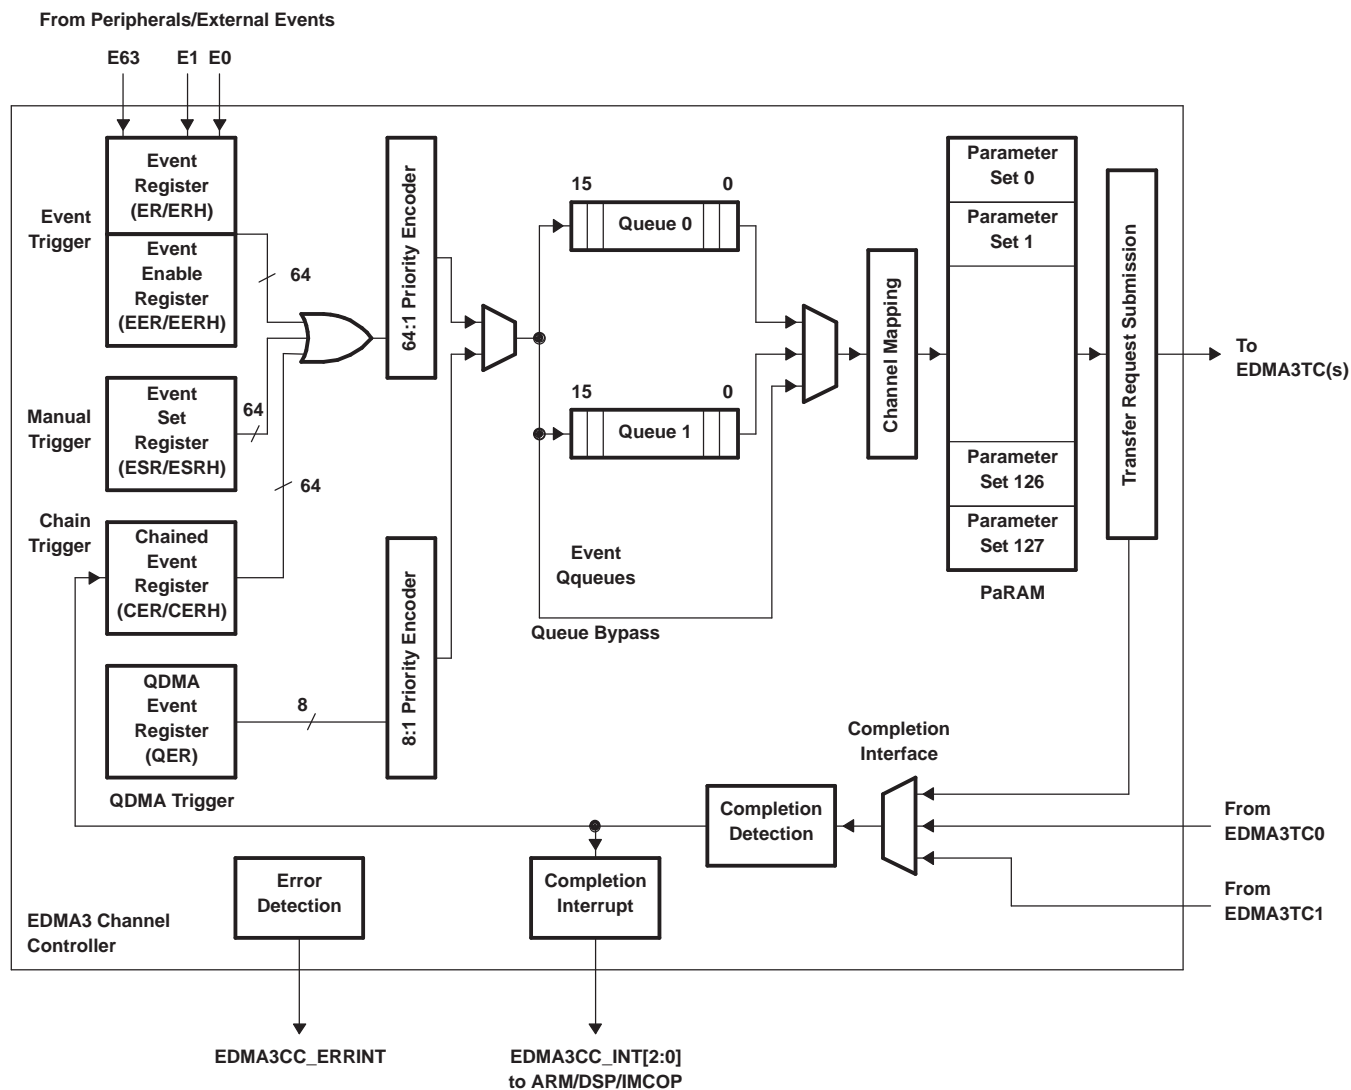 From Peripherals/External Events
E63
E1 E0
Event
Register
(ER/ERH)
Event
Trigger
Event
Enable
Register
(EER/EERH)
64
Manual
Trigger
Event
Set
Register
(ESR/ESRH)
64
64
Chain
Trigger
Chained
Event
Register
(CER/CERH)
QDMA
Event
Register
(QER)
8
QDMA Trigger
64:1 Priority Encoder
8:1 Priority Encoder
15
0
Queue 0
15
0
Queue 1
Event
Qqueues
Queue Bypass
Channel Mapping
Parameter
Set 0
Parameter
Set 1
Parameter
Set 126
Parameter
Set 127
PaRAM
Transfer Request Submission
To
EDMA3TC(s)
Completion
Interface
Completion
Detection
From
EDMA3TC0
From
EDMA3TC1
Error
Detection
Completion
Interrupt
EDMA3 Channel
Controller
EDMA3CC_ERRINT
EDMA3CC_INT[2:0]
to ARM/DSP/IMCOP